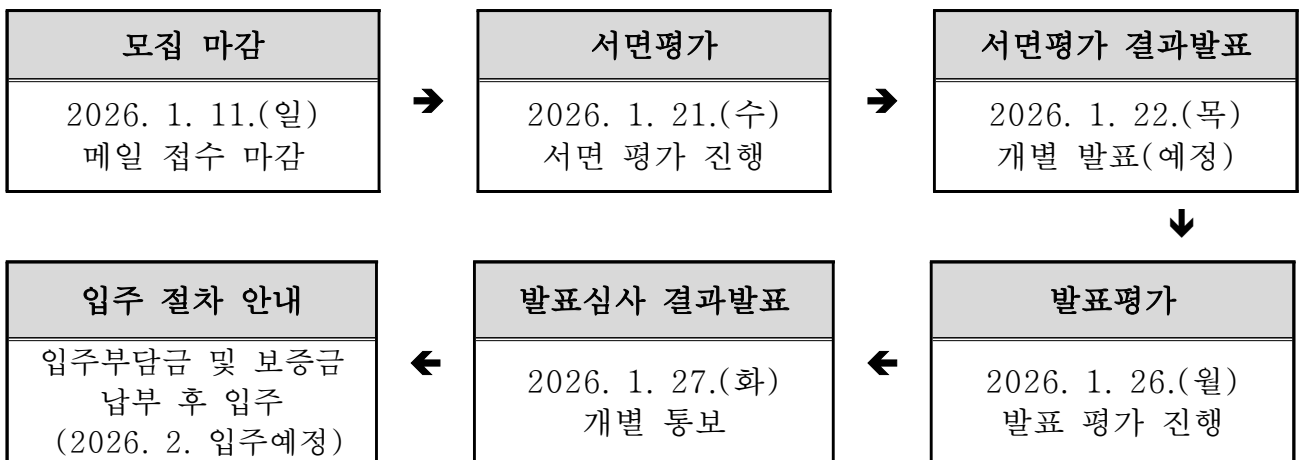 모집 마감
2026. 1. 11.(일)
메일 접수 마감
➔
서면평가
2026. 1. 21.(수)
서면 평가 진행
➔
서면평가 결과발표
2026. 1. 22.(목)
개별 발표(예정)
🡻
발표평가
2026. 1. 26.(월)
발표 평가 진행
🡸
발표심사 결과발표
2026. 1. 27.(화)
개별 통보
🡸
입주 절차 안내
입주부담금 및 보증금
납부 후 입주
(2026. 2. 입주예정)